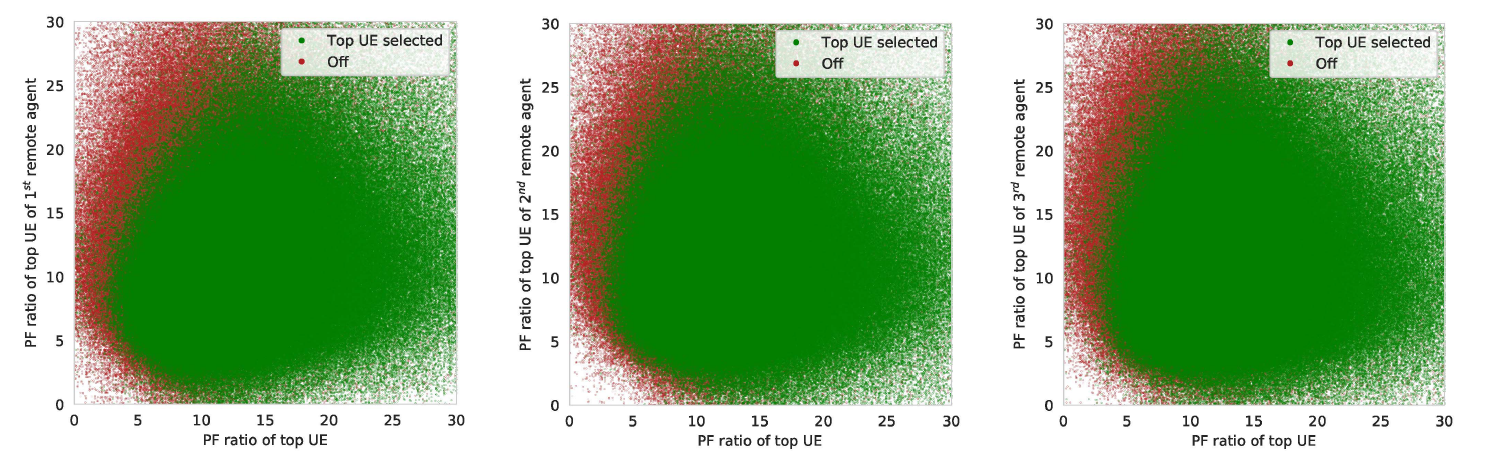 PF ratio of top UE of 1st remote agent
30
25
20
15
10
5
0
Top UE selected
Off
0 5 10 15 20 25 30
PF ratio of top UE
PF ratio of top UE of 2nd remote agent
30
25
20
15
10
5
0
Top UE selected
Off
0 5 10 15 20 25 30
PF ratio of top UE
PF ratio of top UE of 3rd remote agent
30
25
20
15
10
5
0
Top UE selected
Off
0 5 10 15 20 25 30
PF ratio of top UE